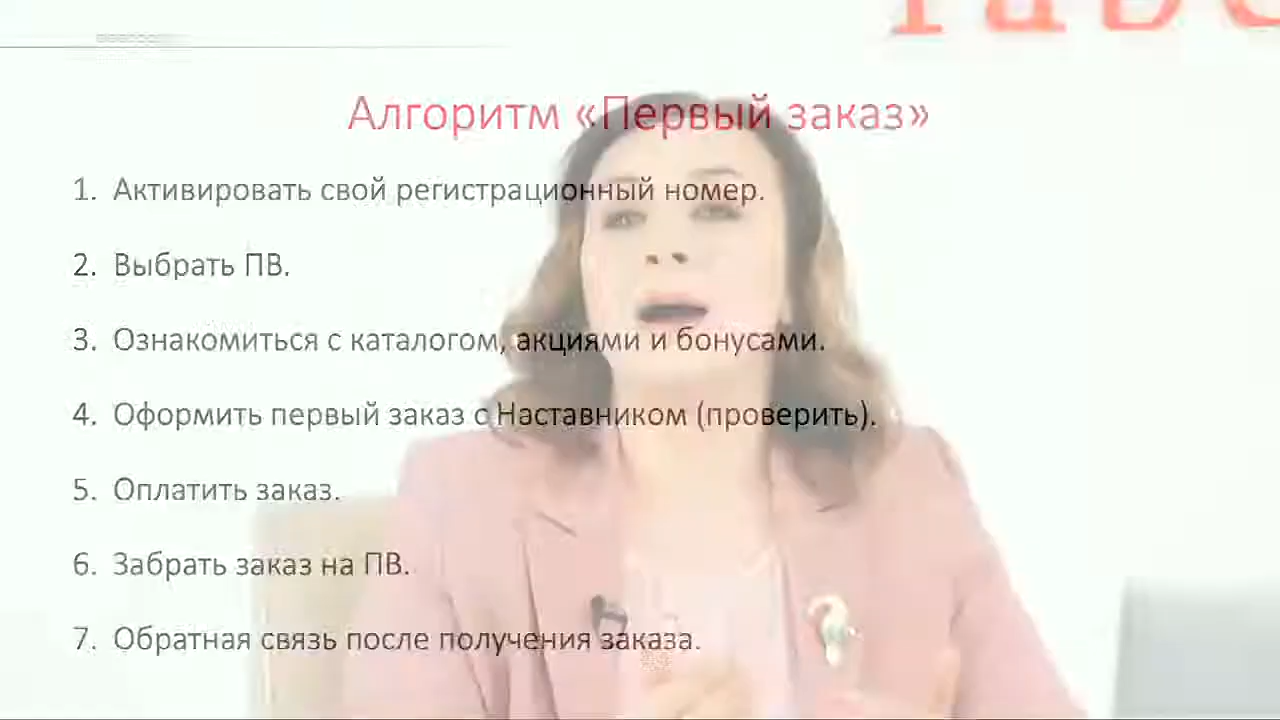 Алгоритм «Первый заказ»
1. Активировать свой регистрационный номер.
2. Выбрать ПВ.
3. Ознакомиться с каталогом, акциями и бонусами.
4. Оформить первый заказ с Наставником (проверить).
5. Оплатить заказ.
6. Забрать заказ на ПВ.
7. Обратная связь после получения заказа.